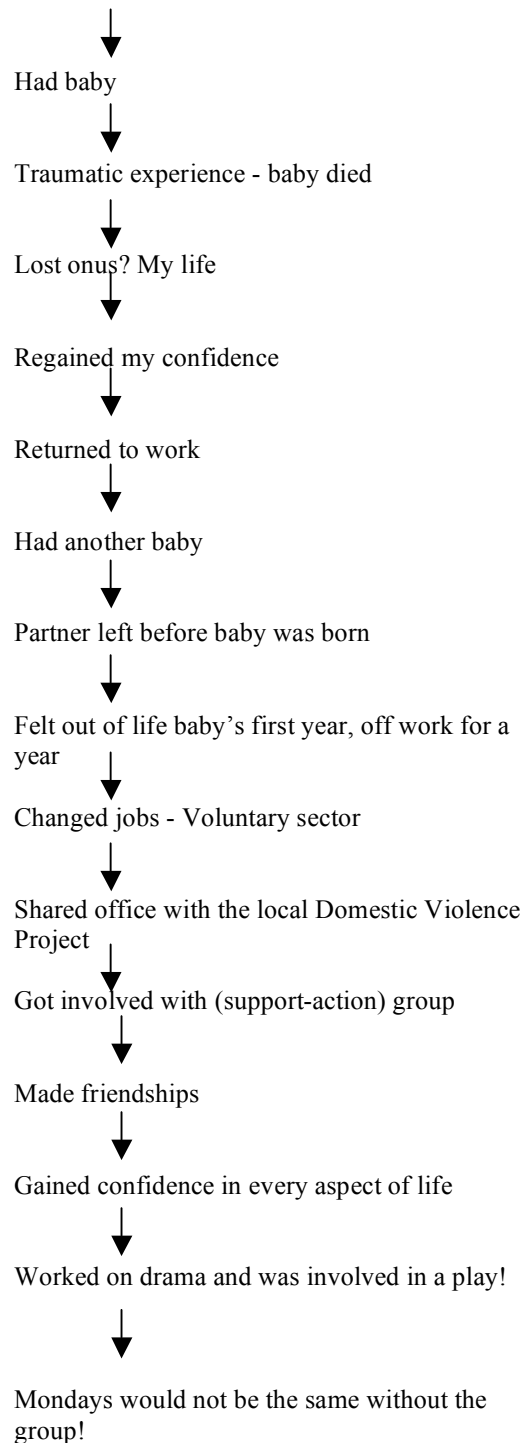 Had baby
Traumatic experience - baby died
Lost onus? My life
Regained my confidence
Returned to work
Had another baby
Partner left before baby was born
Felt out of life baby’s first year, off work for a
year
Changed jobs - Voluntary sector
Shared office with the local Domestic Violence
Project
Got involved with (support-action) group
Made friendships
Gained confidence in every aspect of life
Worked on drama and was involved in a play!
Mondays would not be the same without the
group!